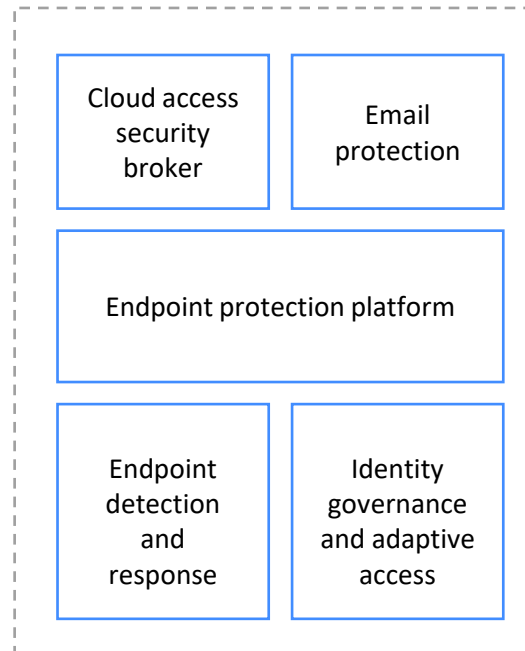 Cloud access
security
broker
Email
protection
Endpoint protection platform
Endpoint
detection
and
response
Identity
governance
and adaptive
access